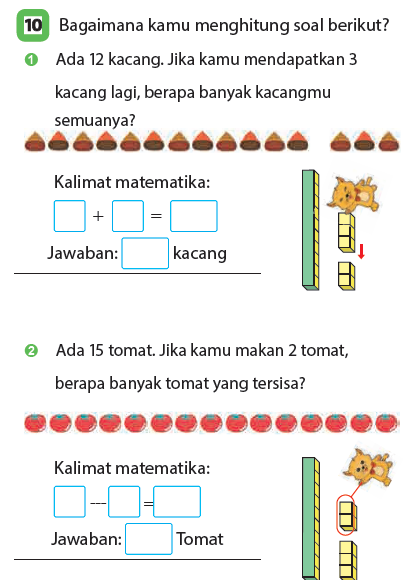 10 Bagaimana kamu menghitung soal berikut?
1 Ada 12 kacang. Jika kamu mendapatkan 3
kacang lagi, berapa banyak kacangmu
semuanya?
Kalimat matematika:
+ =
Jawaban: kacang
2 Ada 15 tomat. Jika kamu makan 2 tomat,
berapa banyak tomat yang tersisa?
Kalimat matematika:
--- =
Jawaban: Tomat